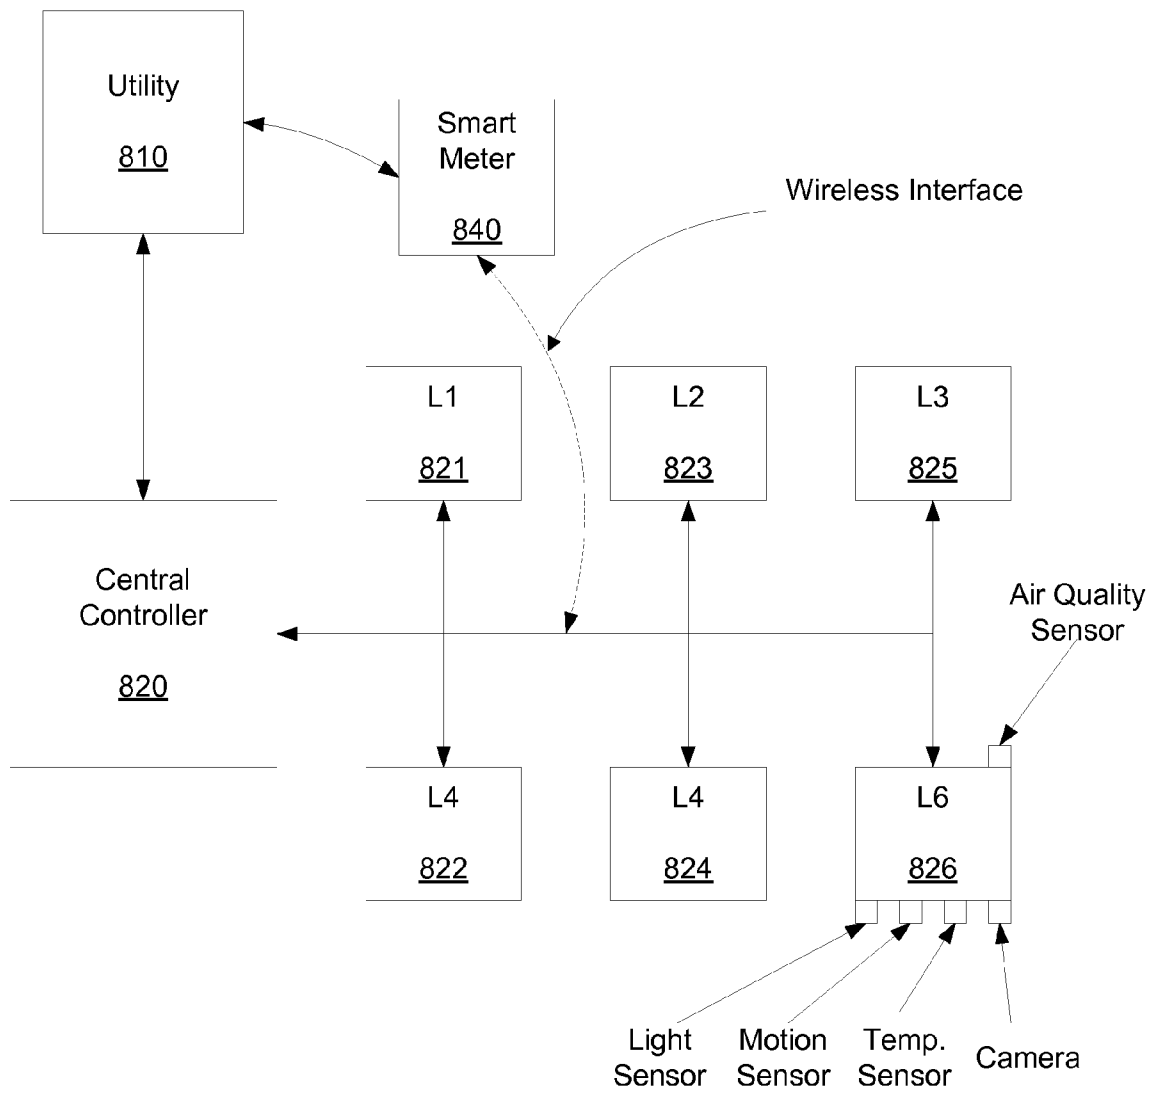 Utility
810
Smart
Meter
840
Wireless Interface
L1
821
L2
823
L3
825
Central
Controller
820
Air Quality
Sensor
L4
822
L4
824
L6
826
Light
Sensor
Motion
Sensor
Temp.
Sensor
Camera